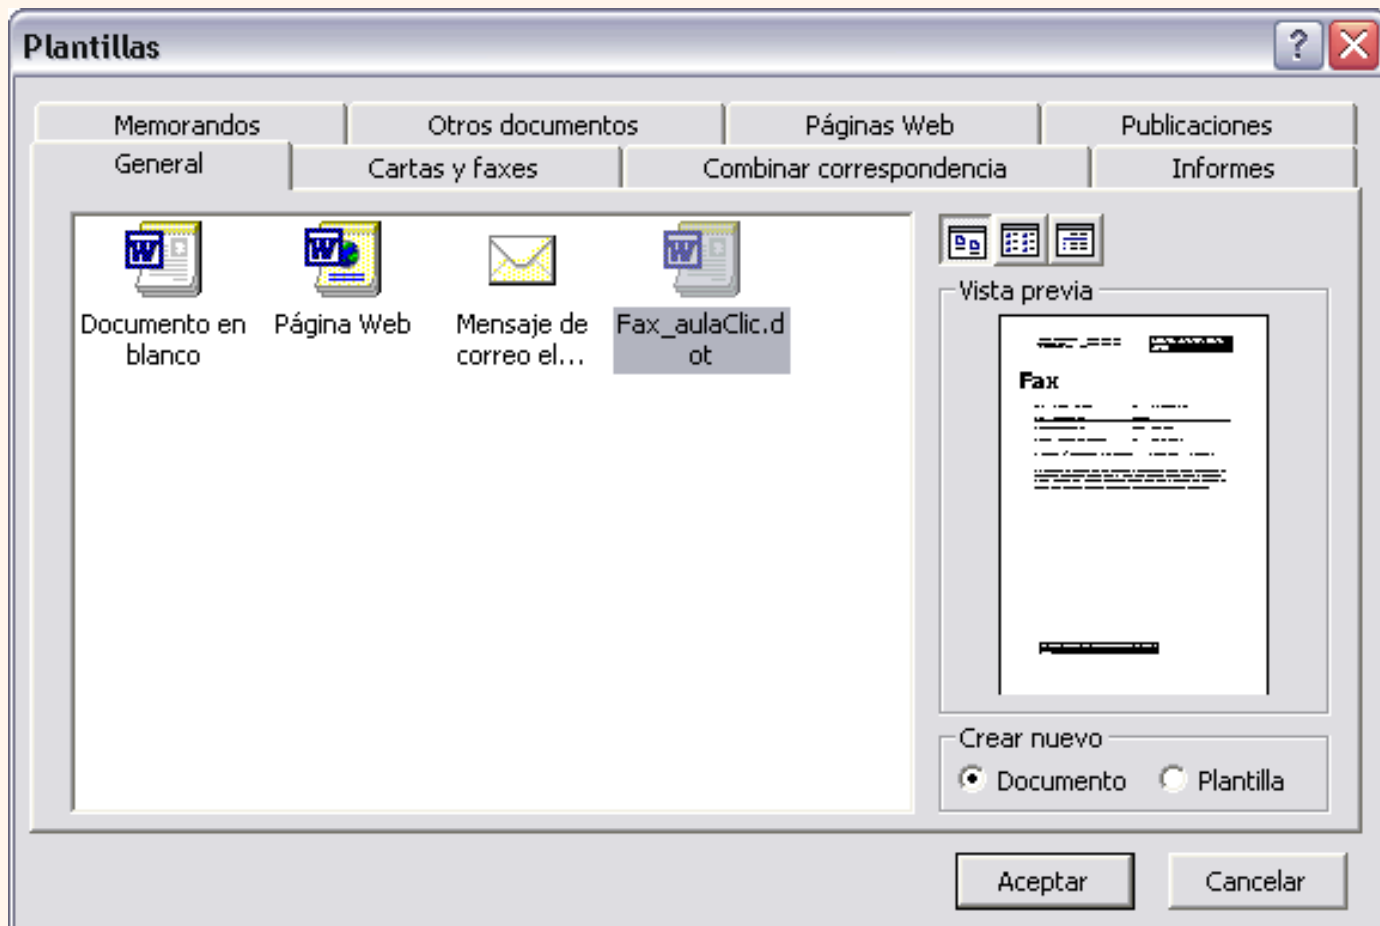 Plantillas
Memorandos
Otros documentos
Páginas Web
Publicaciones
General
Cartas y faxes
Combinar correspondencia
Informes
Documento en
blanco
Página Web
Mensaje de
correo el...
Fax_aulaClic.d
ot
Vista previa
Fax
Crear nuevo
Documento
Plantilla
Aceptar
Cancelar